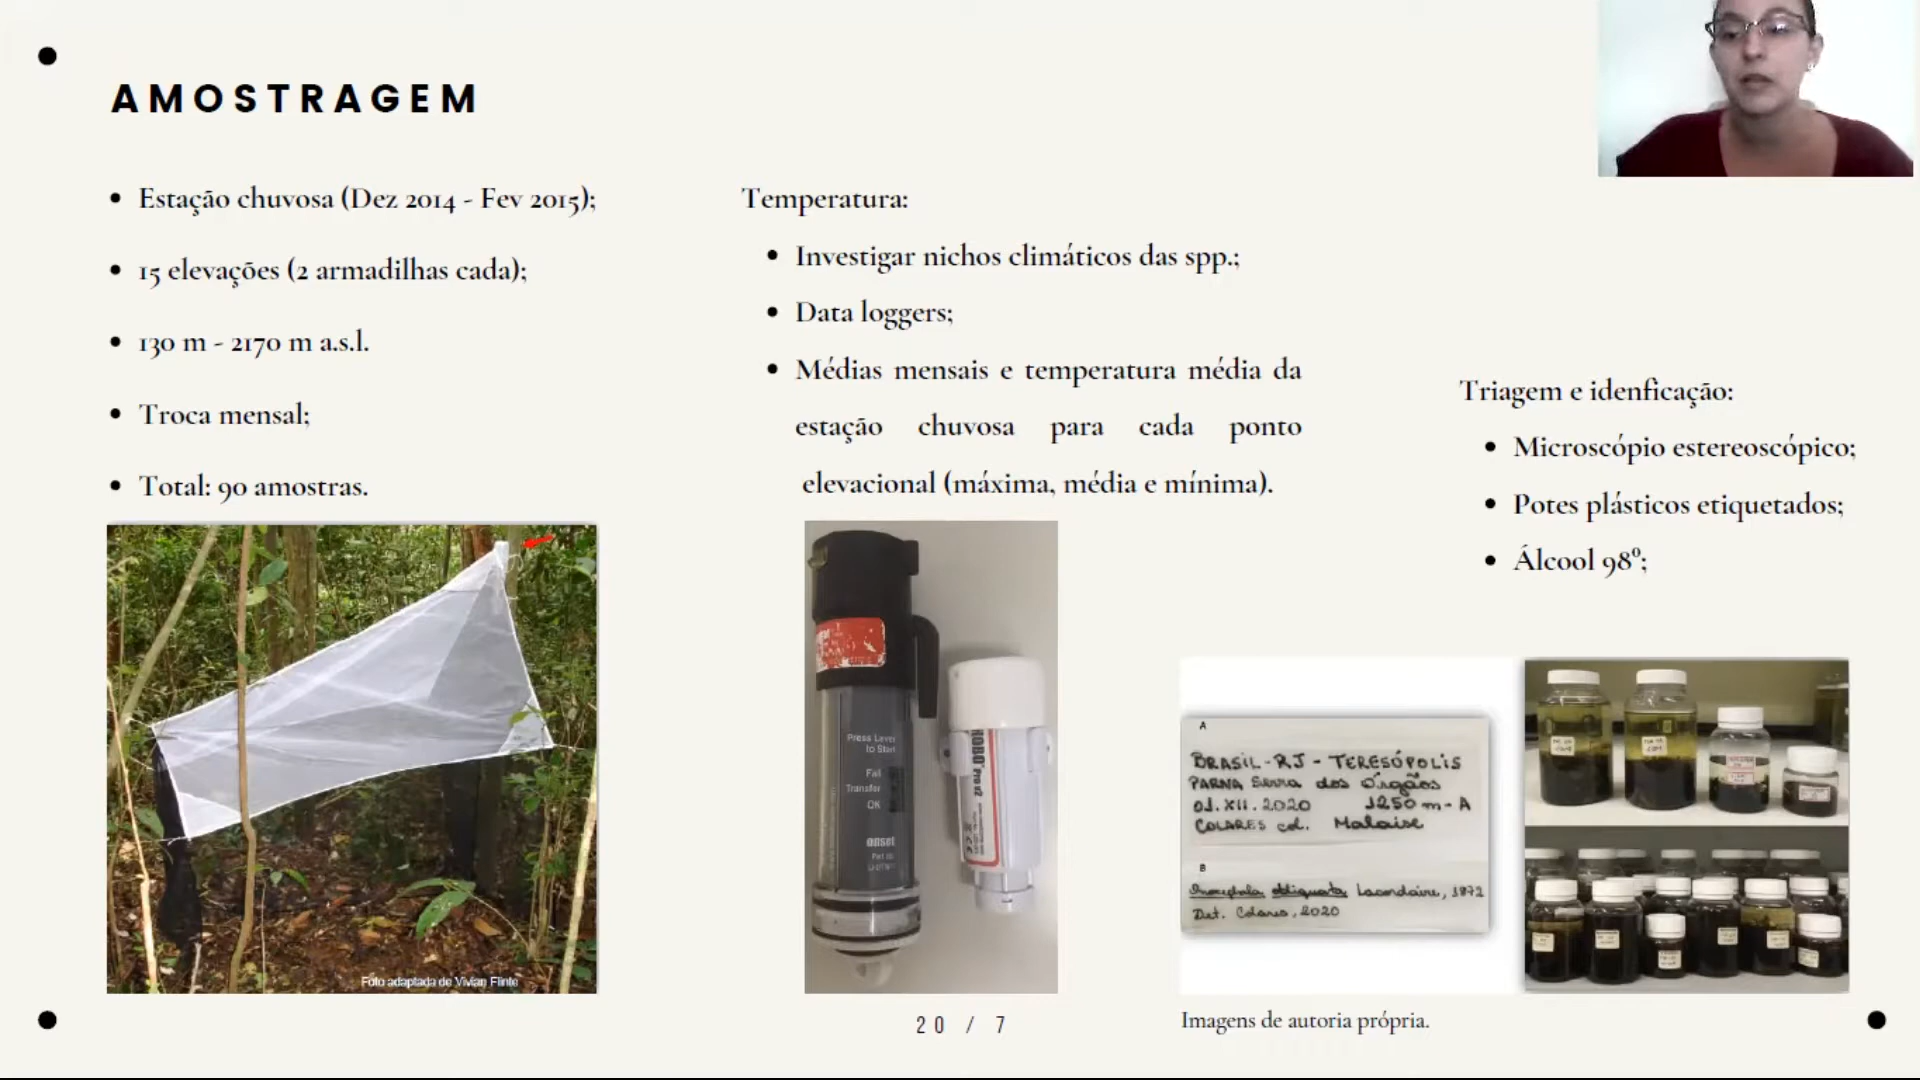 AMOSTRAGEM
• Estação chuvosa (Dez 2014 - Fev 2015);
• 15 elevações (2 armadilhas cada);
• 130 m - 2170 m a.s.l.
• Troca mensal;
• Total: 90 amostras.
Foto adaptada de Vivian Flinte
Temperatura:
• Investigar nichos climáticos das spp.;
• Data loggers;
• Médias mensais e temperatura média da
estação chuvosa para cada ponto
elevacional (máxima, média e mínima).
Press Lever
to Start
Fail
Transfer
OK
onset
HOBO Pro v2
Triagem e idenficação:
• Microscópio estereoscópico;
• Potes plásticos etiquetados;
• Álcool 98º;
A
BRASIL-RJ - TERESÓPOLIS
PARNA Serra dos Órgãos
01.XII.2020 1250 m - A
COLARES col. Malaise
B
obliquata Lacordaire, 1872
Det. Colares, 2020
Imagens de autoria própria.
20 / 7